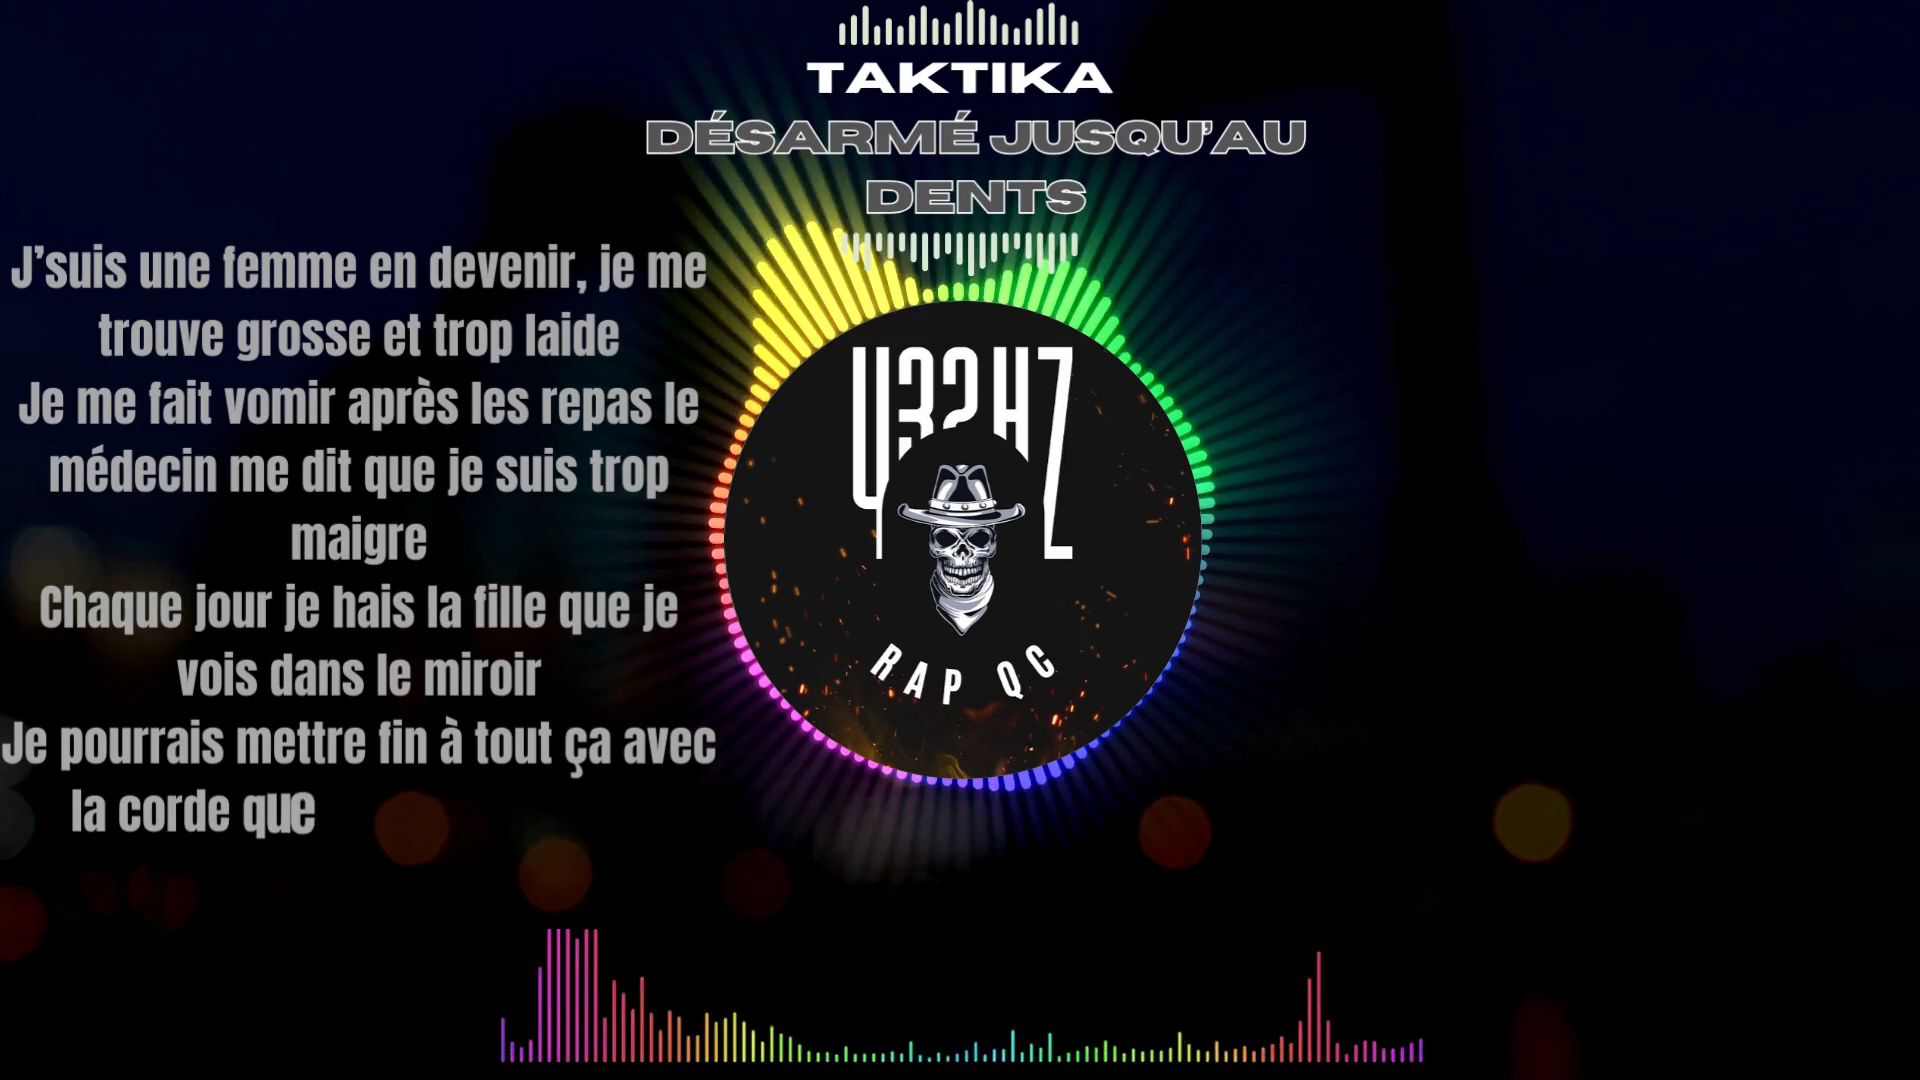 TAKTIKA
DÉSARMÉ JUSQU'AU
DENTS
J'suis une femme en devenir, je me
trouve grosse et trop laide
Je me fait vomir après les repas le
médecin me dit que je suis trop
maigre
Chaque jour je hais la fille que je
vois dans le miroir
Je pourrais mettre fin à tout ça avec
la corde que
432HZ
RAP QC